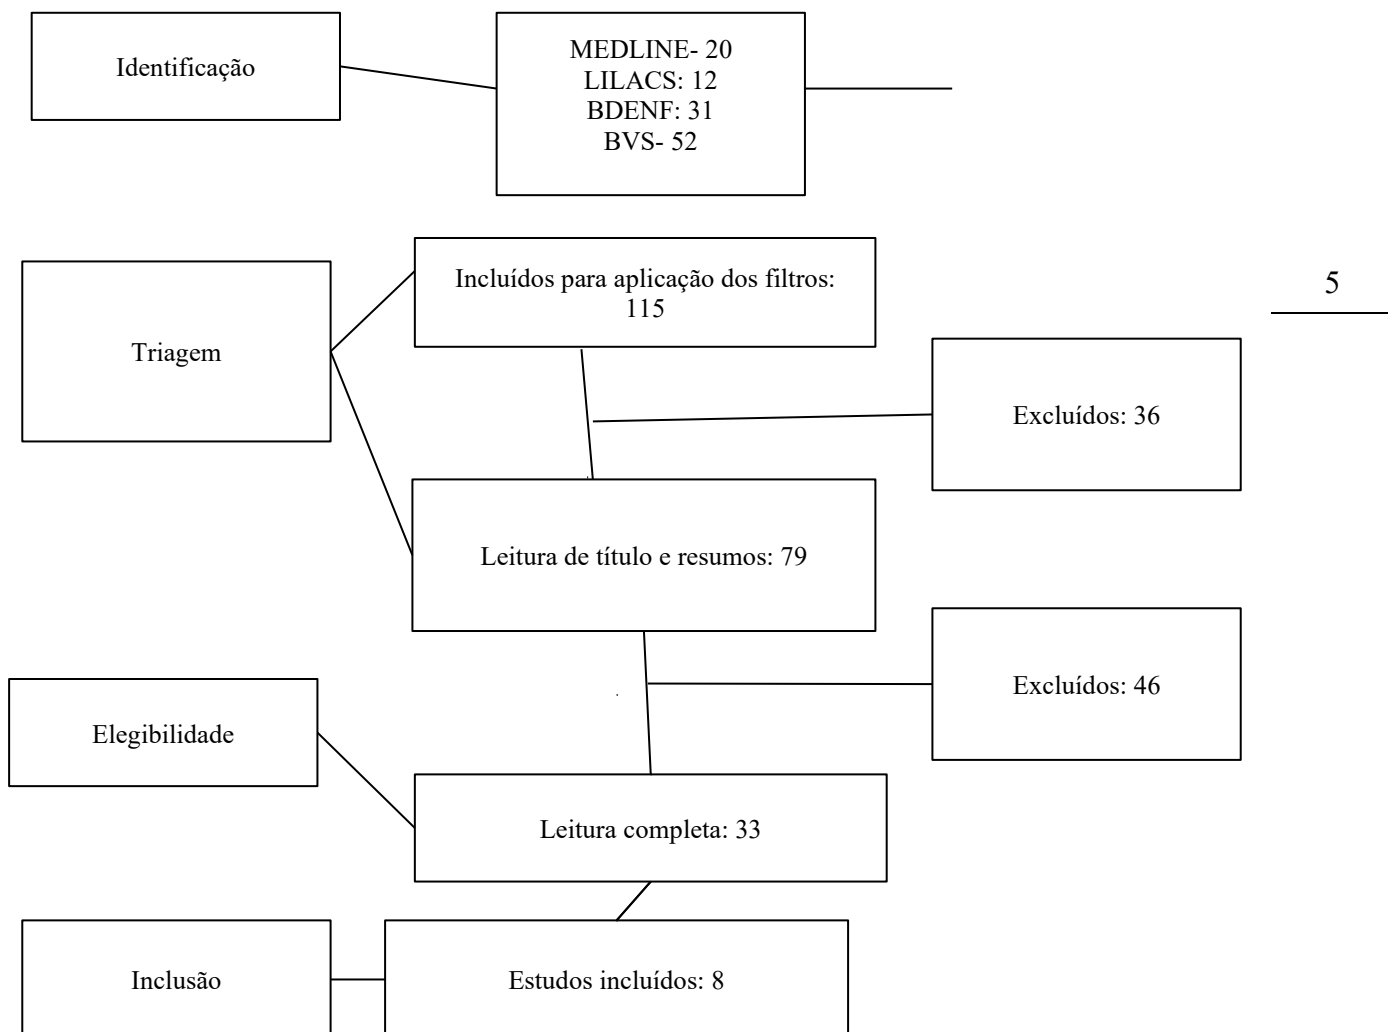 Identificação
MEDLINE- 20
LILACS: 12
BDENF: 31
BVS- 52
Incluídos para aplicação dos filtros:
115
5
Triagem
Excluídos: 36
Leitura de título e resumos: 79
Excluídos: 46
Elegibilidade
Leitura completa: 33
Inclusão
Estudos incluídos: 8